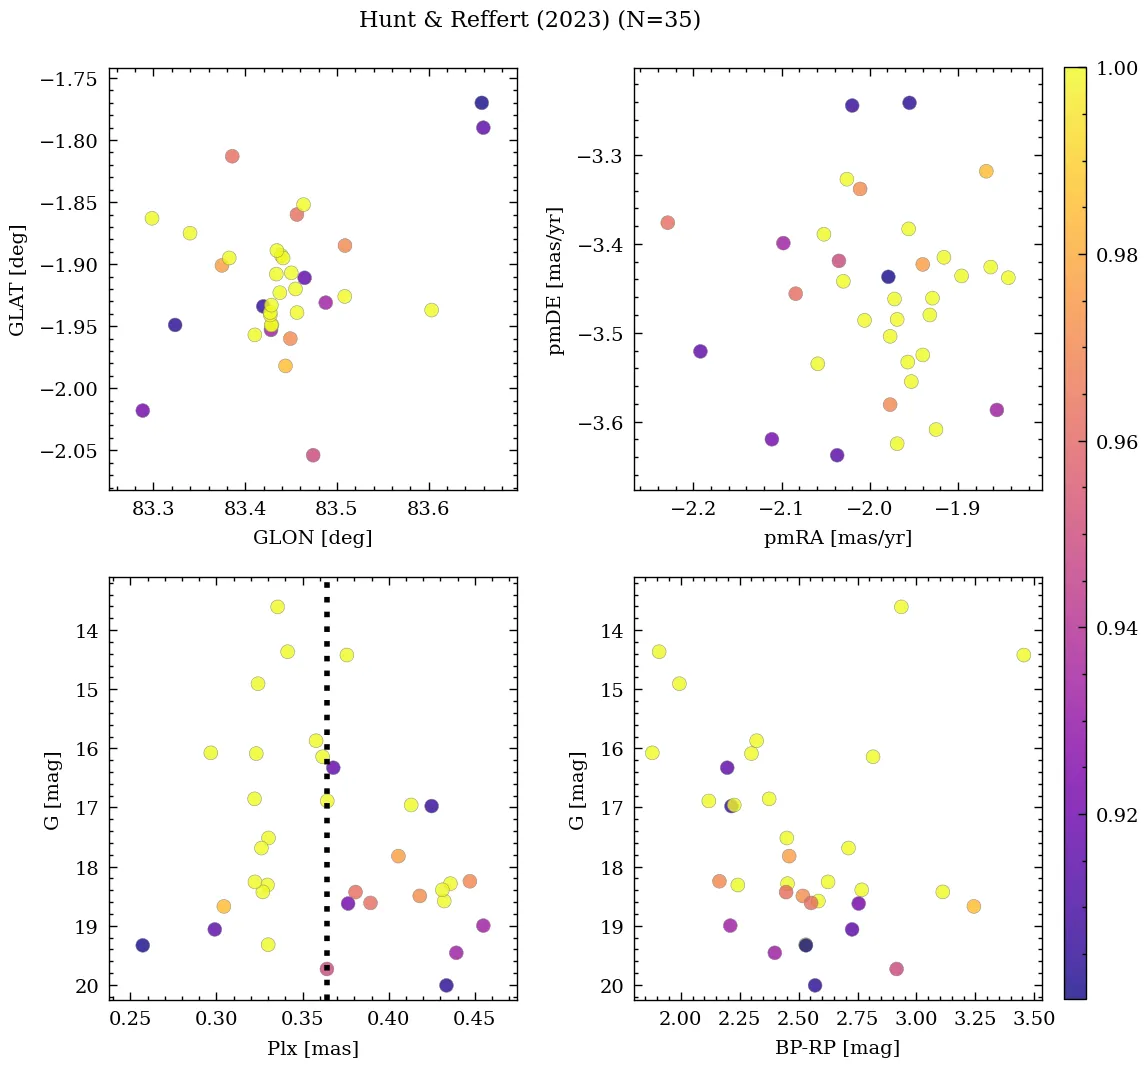 Hunt & Reffert (2023) (N=35)
−1.75
−1.80
−1.85
−1.90
−1.95
−2.00
−2.05
GLAT [deg]
83.3 83.4 83.5 83.6
GLON [deg]
−3.3
−3.4
−3.5
−3.6
pmDE [mas/yr]
−2.2 −2.1 −2.0 −1.9
pmRA [mas/yr]
14
15
16
17
18
19
20
G [mag]
0.25 0.30 0.35 0.40 0.45
Plx [mas]
14
15
16
17
18
19
20
G [mag]
2.00 2.25 2.50 2.75 3.00 3.25 3.50
BP-RP [mag]
1.00
0.98
0.96
0.94
0.92